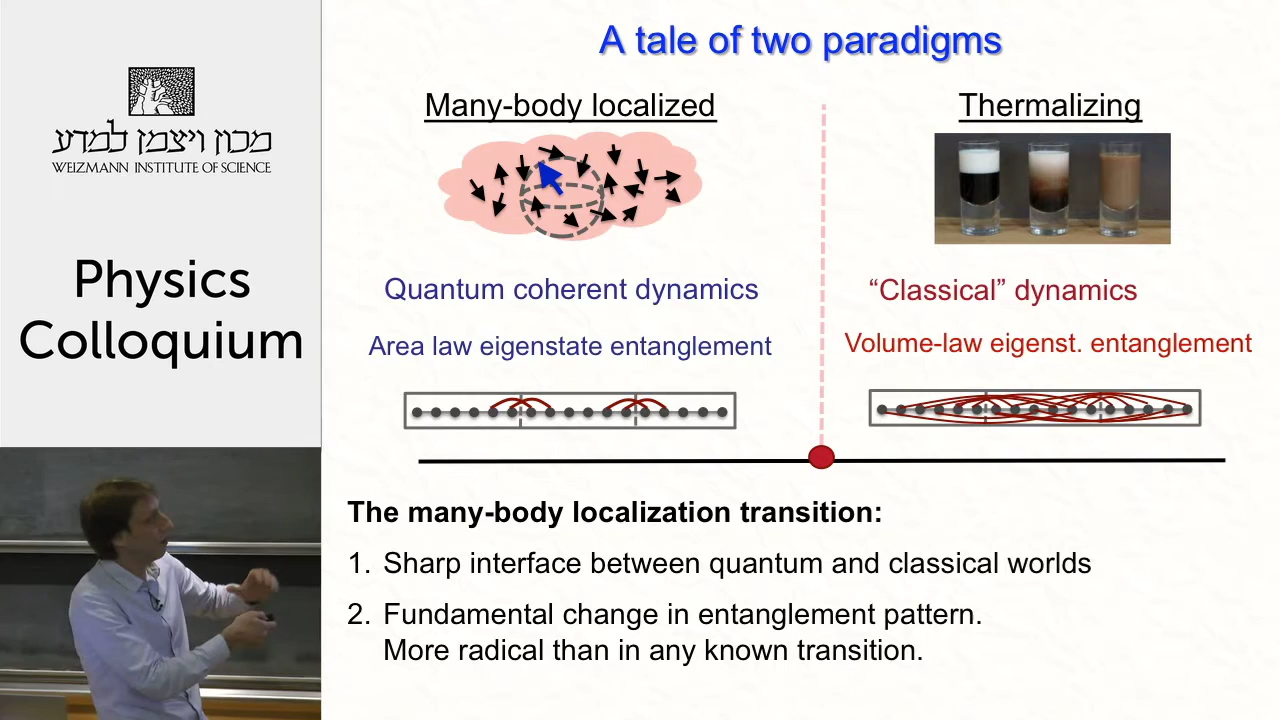 מכון ויצמן למדע
WEIZMANN INSTITUTE OF SCIENCE
Physics
Colloquium
A tale of two paradigms
Many-body localized
Thermalizing
Quantum coherent dynamics
“Classical” dynamics
Area law eigenstate entanglement
Volume-law eigenst. entanglement
The many-body localization transition:
1. Sharp interface between quantum and classical worlds
2. Fundamental change in entanglement pattern.
More radical than in any known transition.